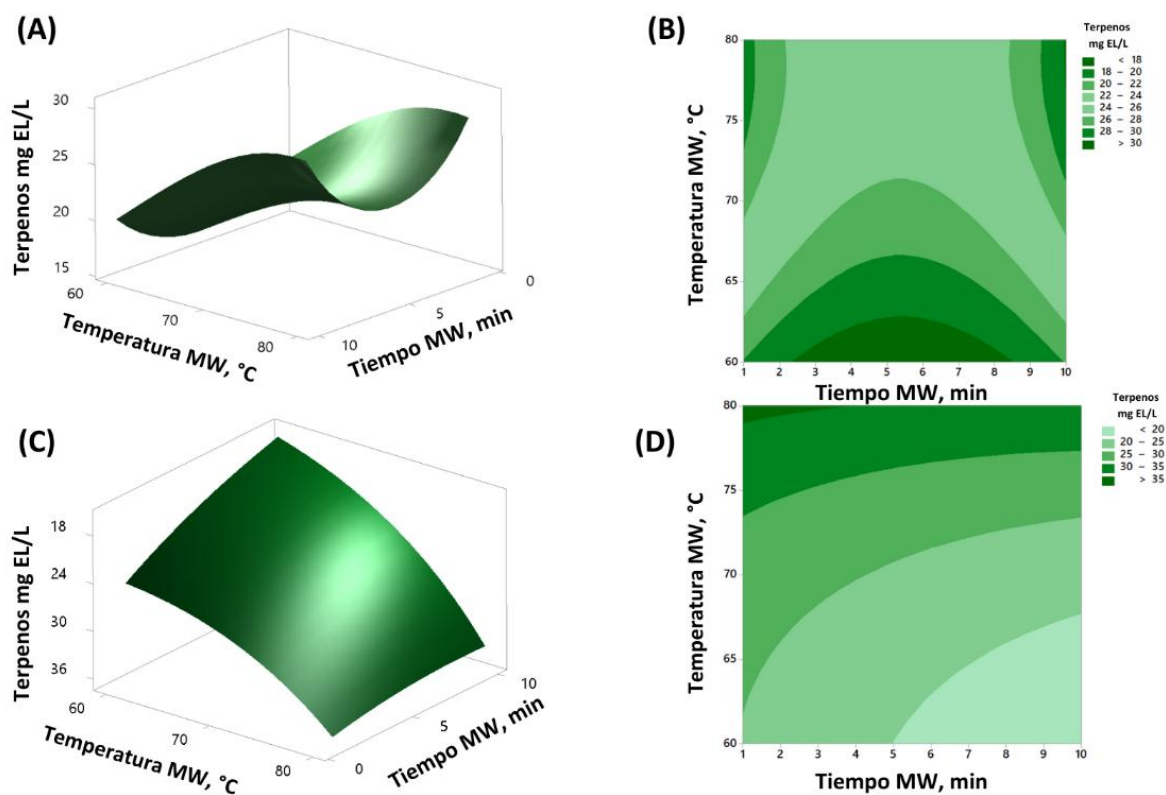 (A)
Terpenos mg EL/L
30
25
20
15
60
70
80
Temperatura MW, °C
10
5
0
Tiempo MW, min
(B)
Temperatura MW, °C
80
75
70
65
60
1 2 3 4 5 6 7 8 9 10
Tiempo MW, min
Terpenos
mg EL/L
< 18
18 – 20
20 – 22
22 – 24
24 – 26
26 – 28
28 – 30
> 30
(C)
Terpenos mg EL/L
18
24
30
36
60
70
80
Temperatura MW, °C
0
5
10
Tiempo MW, min
(D)
Temperatura MW, °C
80
75
70
65
60
1 2 3 4 5 6 7 8 9 10
Tiempo MW, min
Terpenos
mg EL/L
< 20
20 – 25
25 – 30
30 – 35
> 35